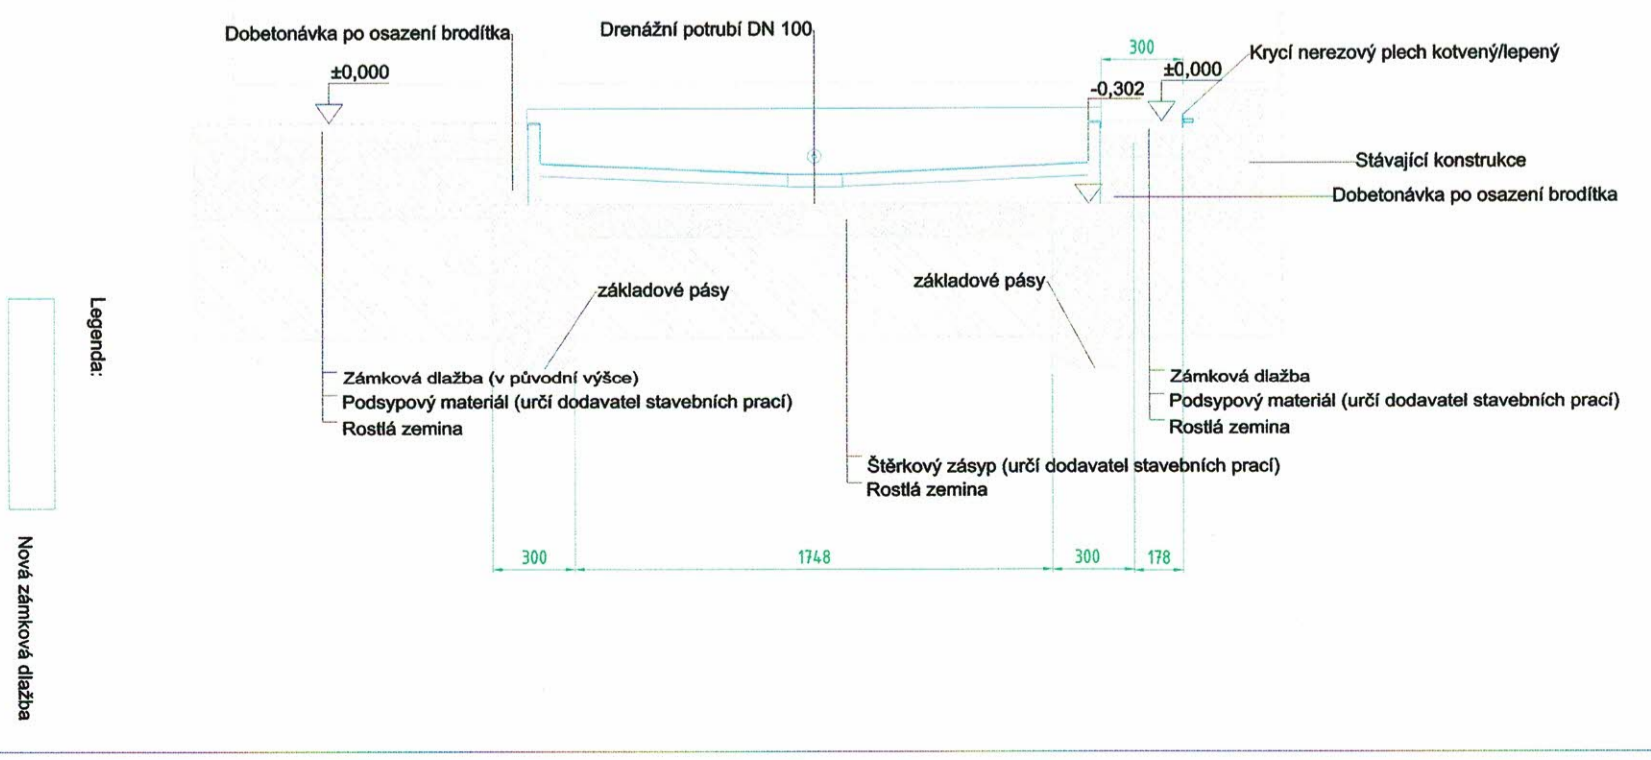 Dobetonávka po osazení brodítka
Drenážní potrubí DN 100
300
Krycí nerezový plech kotvený/lepený
±0,000
±0,000
-0,302
Stávající konstrukce
Dobetonávka po osazení brodítka
základové pásy
základové pásy
Legenda:
Nová zámková dlažba
Zámková dlažba (v původní výšce)
Podsypový materiál (určí dodavatel stavebních prací)
Rostlá zemina
Zámková dlažba
Podsypový materiál (určí dodavatel stavebních prací)
Rostlá zemina
Štěrkový zásyp (určí dodavatel stavebních prací)
Rostlá zemina
300
1748
300
178